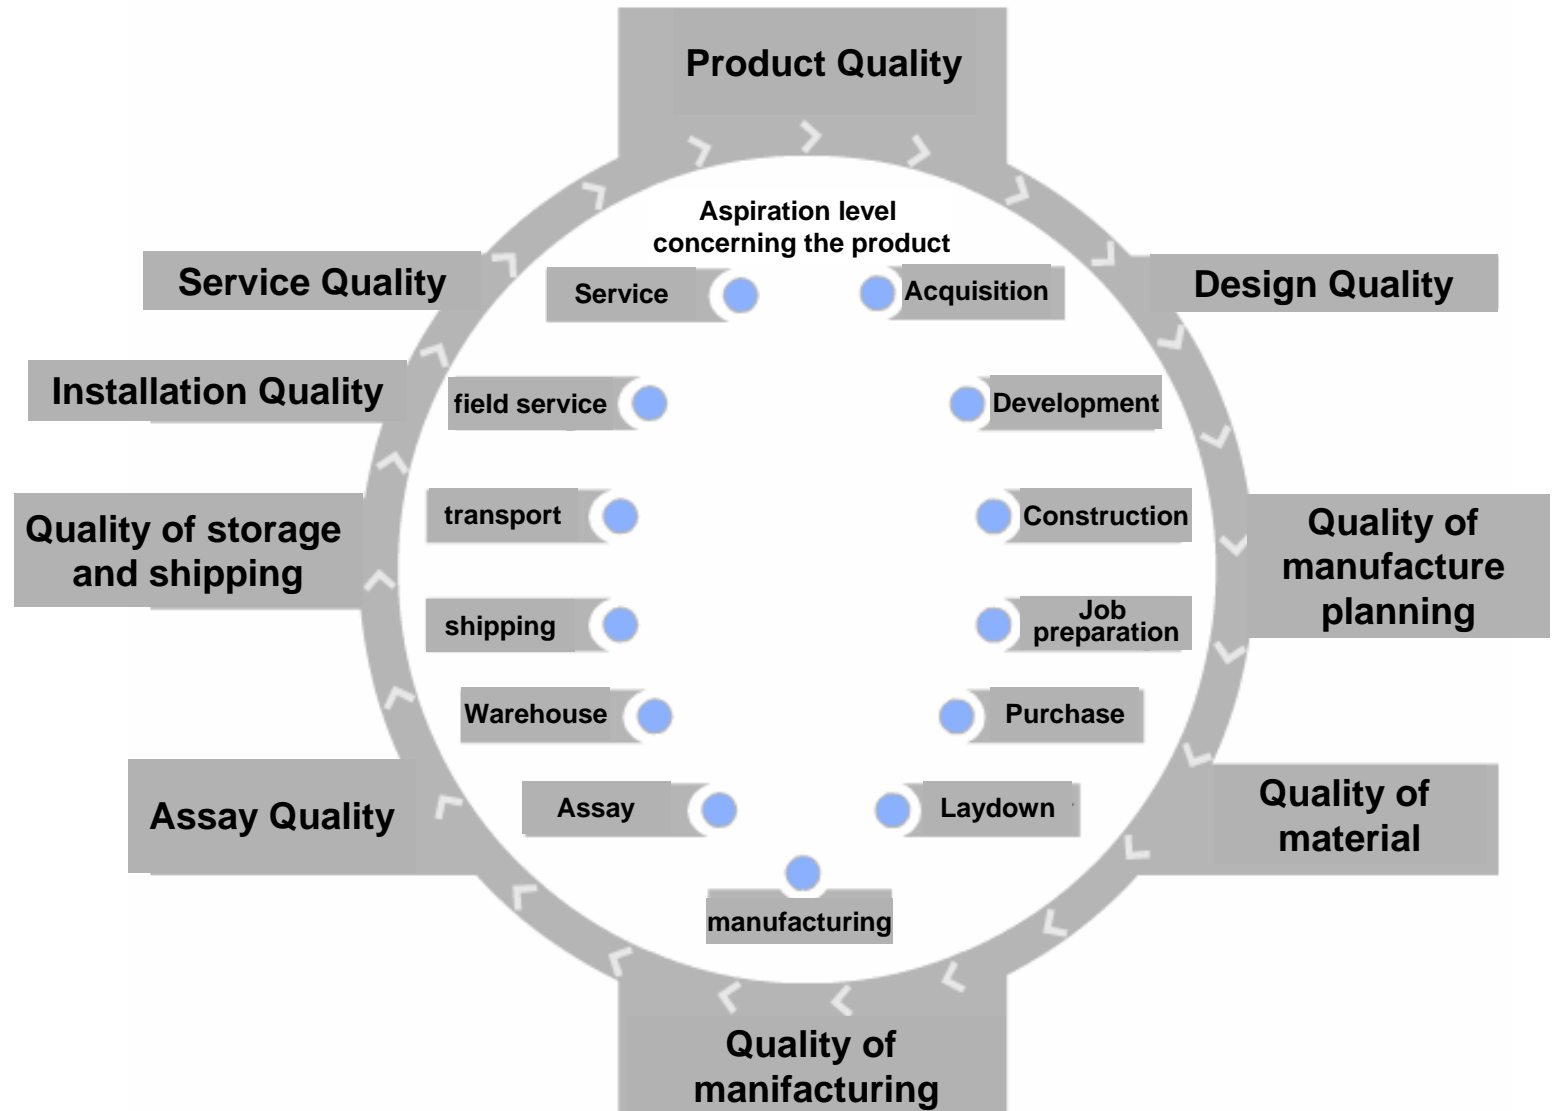 Product Quality
Aspiration level
concerning the product
Service Quality
Service
Acquisition
Design Quality
Installation Quality
field service
Development
Quality of storage
and shipping
transport
Construction
Quality of
manufacture
planning
shipping
Job
preparation
Warehouse
Purchase
Assay Quality
Assay
Laydown
Quality of
material
manufacturing
Quality of
manifacturing